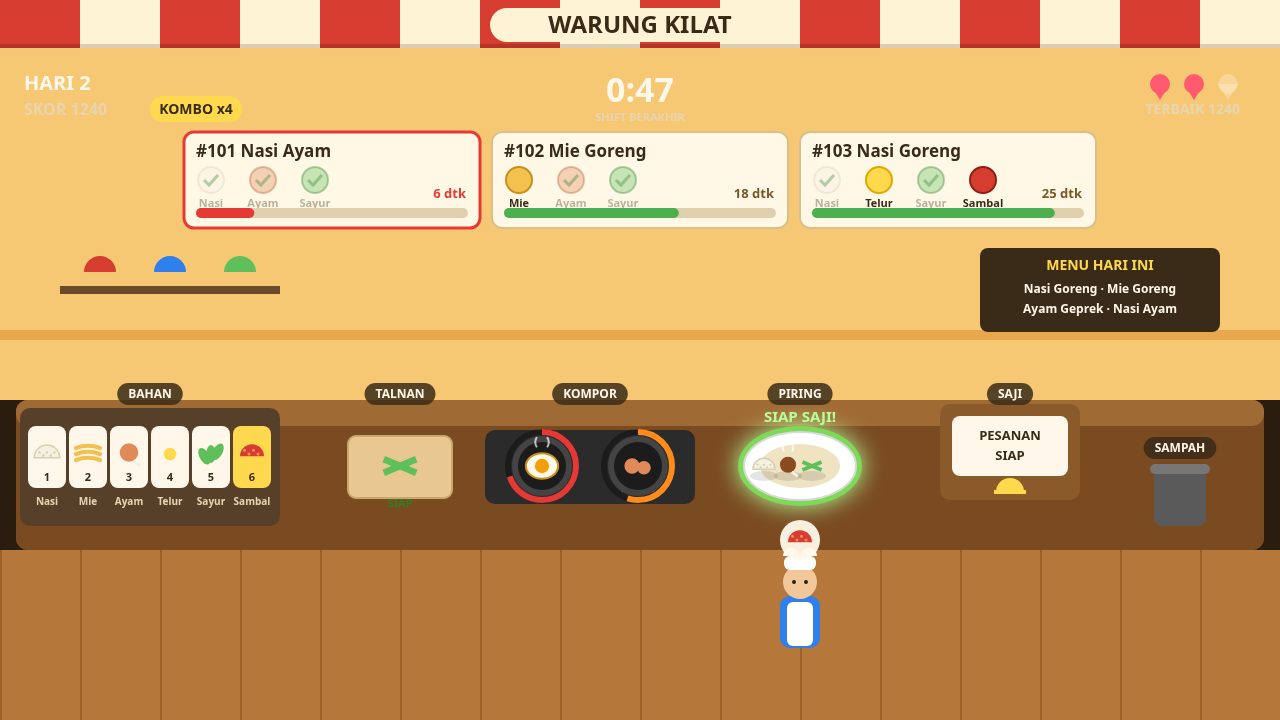 WARUNG KILAT
HARI 2
SKOR 1240
KOMBO x4
0:47
SHIFT BERAKHIR
TERBAIK 1240
#101 Nasi Ayam
Nasi Ayam Sayur
6 dtk
#102 Mie Goreng
Mie Ayam Sayur
18 dtk
#103 Nasi Goreng
Nasi Telur Sayur Sambal
25 dtk
MENU HARI INI
Nasi Goreng · Mie Goreng
Ayam Geprek · Nasi Ayam
BAHAN
TALNAN
KOMPOR
PIRING
SAJI
SIAP SAJI!
PESANAN
SIAP
SAMPAH
1 2 3 4 5 6
Nasi Mie Ayam Telur Sayur Sambal
SIAP